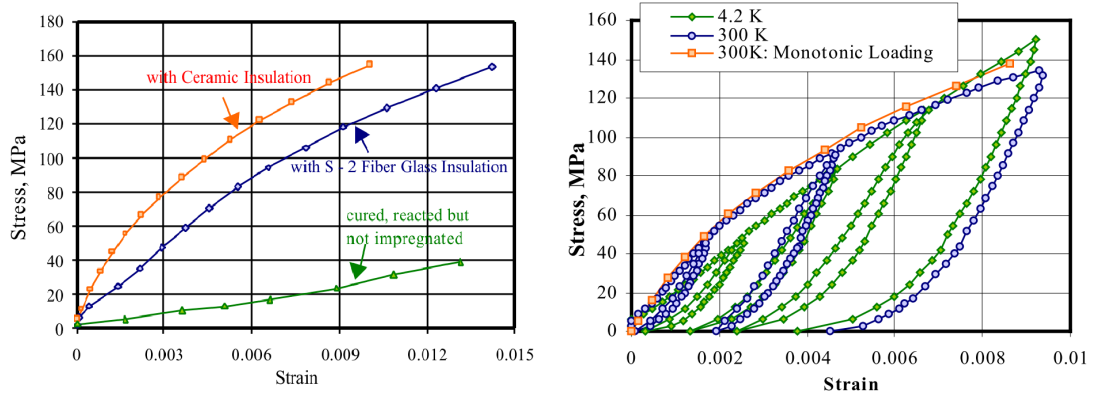 180
160
140
120
100
80
60
40
20
0
Stress, MPa
with Ceramic Insulation
with S - 2 Fiber Glass Insulation
cured, reacted but
not impregnated
0
0.003
0.006
0.009
0.012
0.015
Strain
4.2 K
300 K
300K: Monotonic Loading
160
140
120
100
80
60
40
20
0
Stress, MPa
0
0.002
0.004
0.006
0.008
0.01
Strain